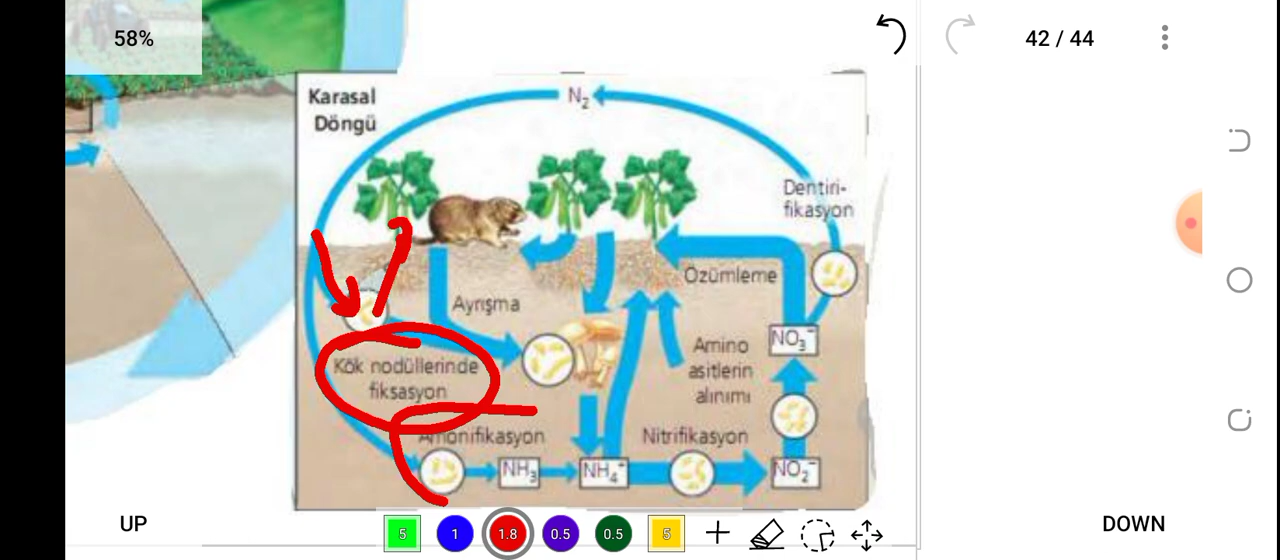 58%
42 / 44
Karasal
Döngü
N2
Dentiri-
fikasyon
Özümleme
Ayrışma
NO3-
Amino
asitlerin
alınımı
Kök nodüllerinde
fiksasyon
Amonifikasyon
Nitrifikasyon
NH3
NH4+
NO2-
UP
5
1
1.8
0.5
0.5
5
DOWN